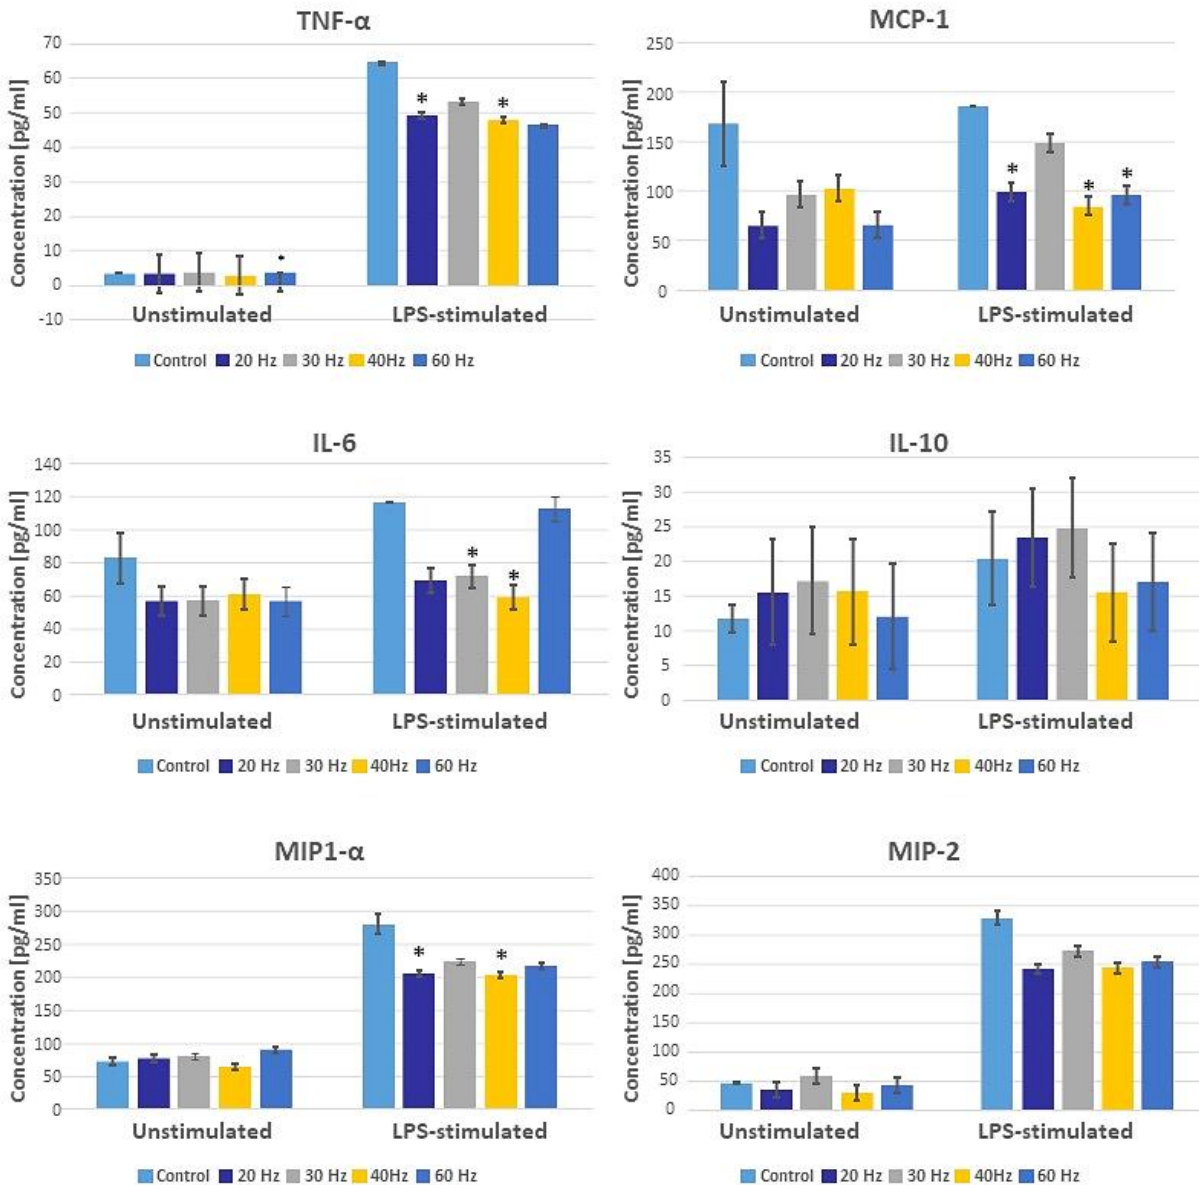 TNF-α
Concentration [pg/ml]
70
60
50
40
30
20
10
0
-10
* *
Unstimulated LPS-stimulated
Control 20 Hz 30 Hz 40Hz 60 Hz
MCP-1
Concentration [pg/ml]
250
200
150
100
50
0
* * *
Unstimulated LPS-stimulated
Control 20 Hz 30 Hz 40Hz 60 Hz
IL-6
Concentration [pg/ml]
140
120
100
80
60
40
20
0
* *
Unstimulated LPS-stimulated
Control 20 Hz 30 Hz 40Hz 60 Hz
IL-10
Concentration [pg/ml]
35
30
25
20
15
10
5
0
Unstimulated LPS-stimulated
Control 20 Hz 30 Hz 40Hz 60 Hz
MIP1-α
Concentration [pg/ml]
350
300
250
200
150
100
50
0
* *
Unstimulated LPS-stimulated
Control 20 Hz 30 Hz 40Hz 60 Hz
MIP-2
Concentration [pg/ml]
400
350
300
250
200
150
100
50
0
Unstimulated LPS-stimulated
Control 20 Hz 30 Hz 40Hz 60 Hz